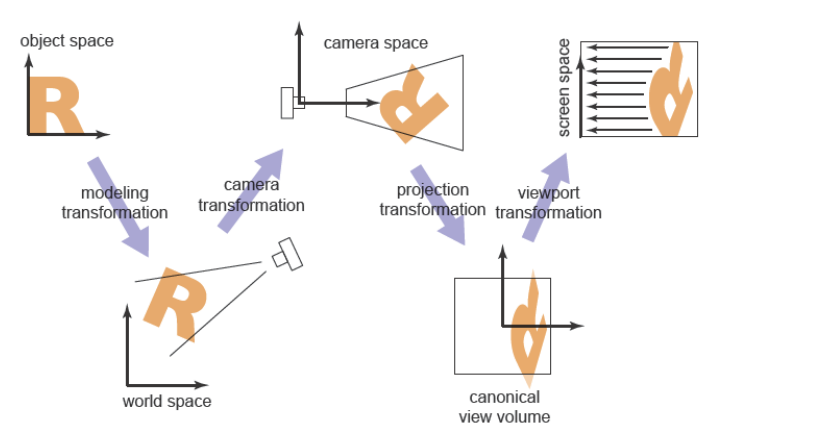 object space
camera space
screen space
modeling
transformation
camera
transformation
projection
transformation
viewport
transformation
world space
canonical
view volume
R
R
R
R
R